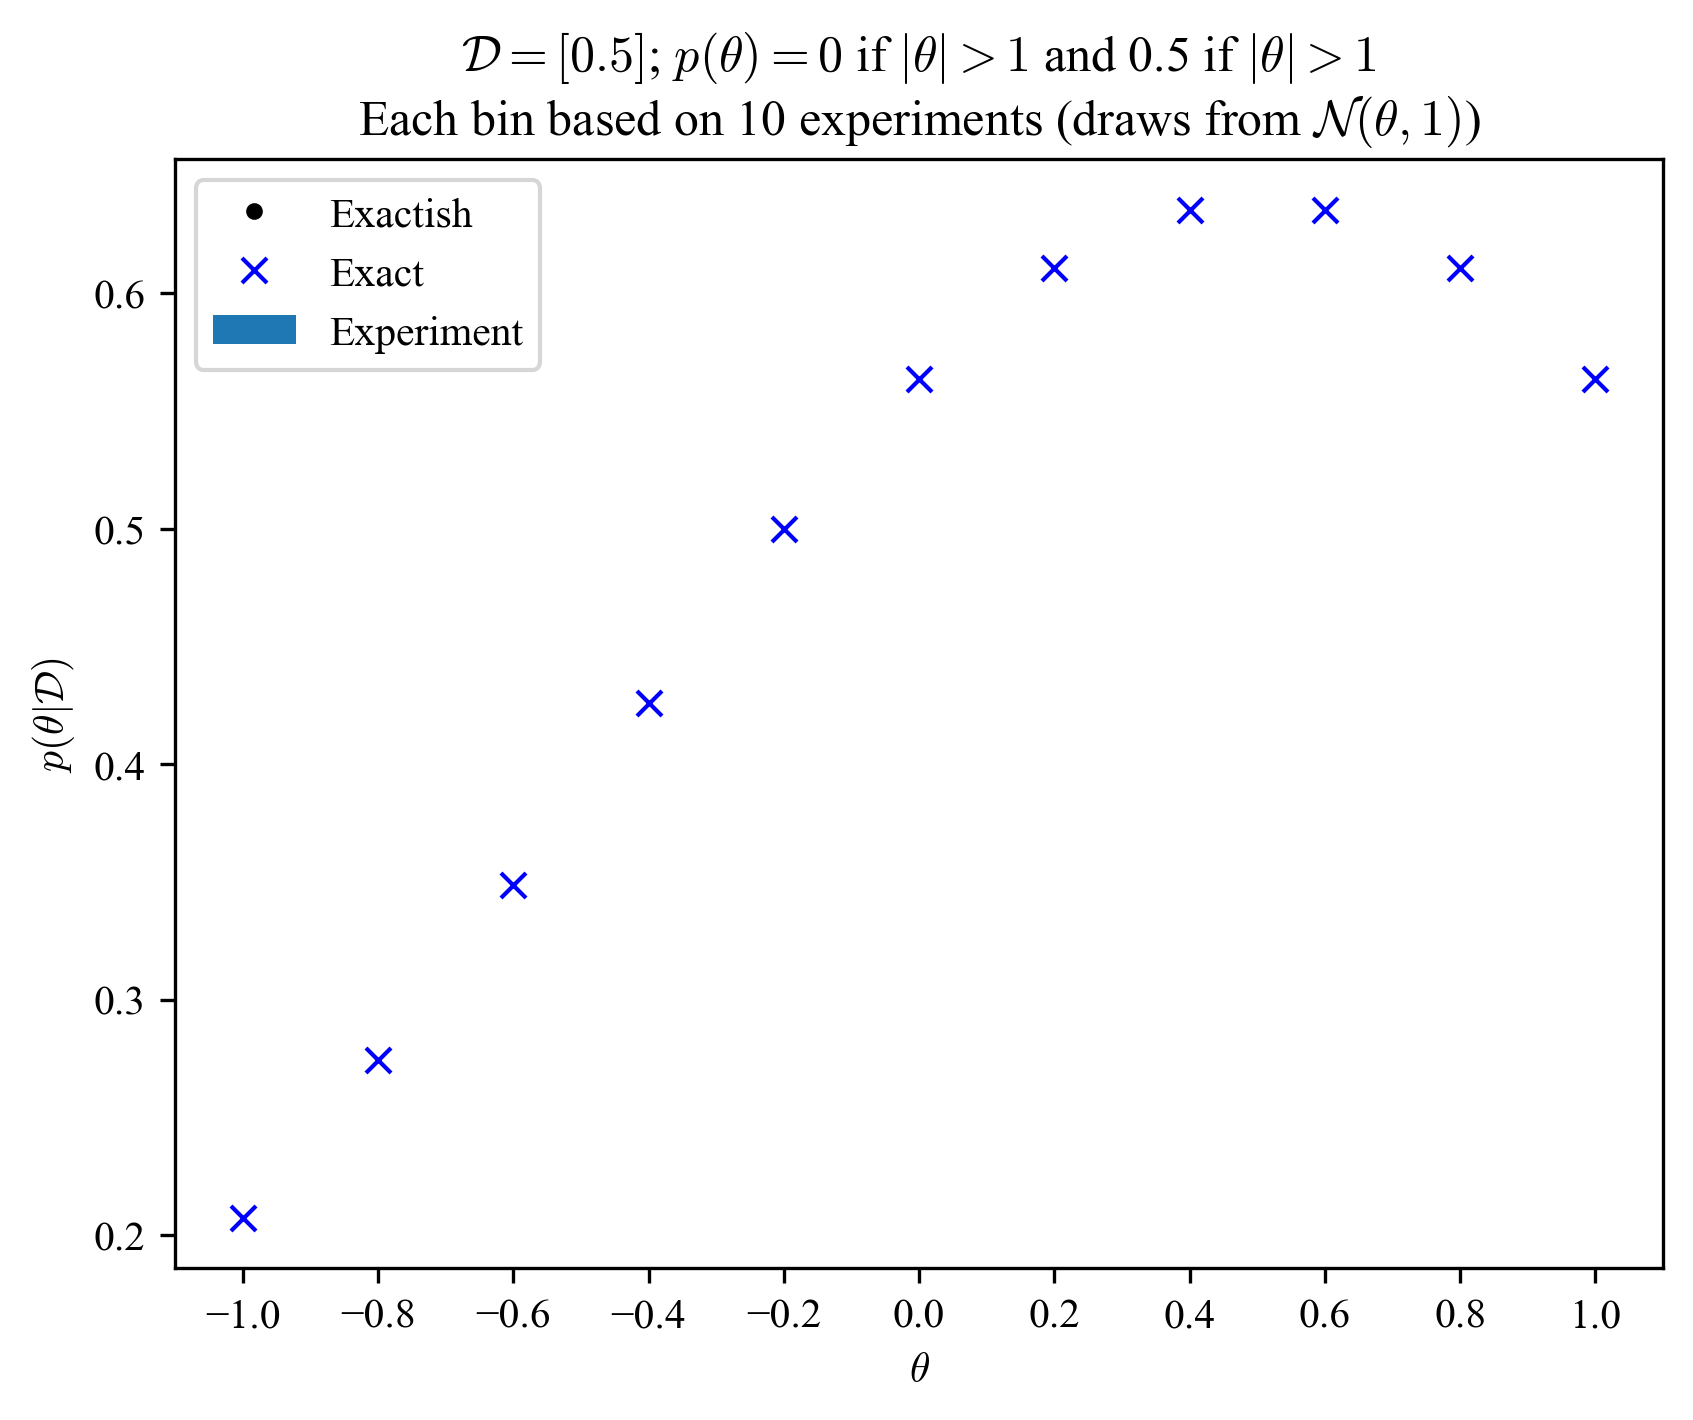 𝒟 = [0.5]; p(θ) = 0 if |θ| > 1 and 0.5 if |θ| > 1
Each bin based on 10 experiments (draws from 𝒩(θ, 1))
Exactish
Exact
Experiment
0.6
0.5
0.4
0.3
0.2
p(θ|𝒟)
−1.0 −0.8 −0.6 −0.4 −0.2 0.0 0.2 0.4 0.6 0.8 1.0
θ